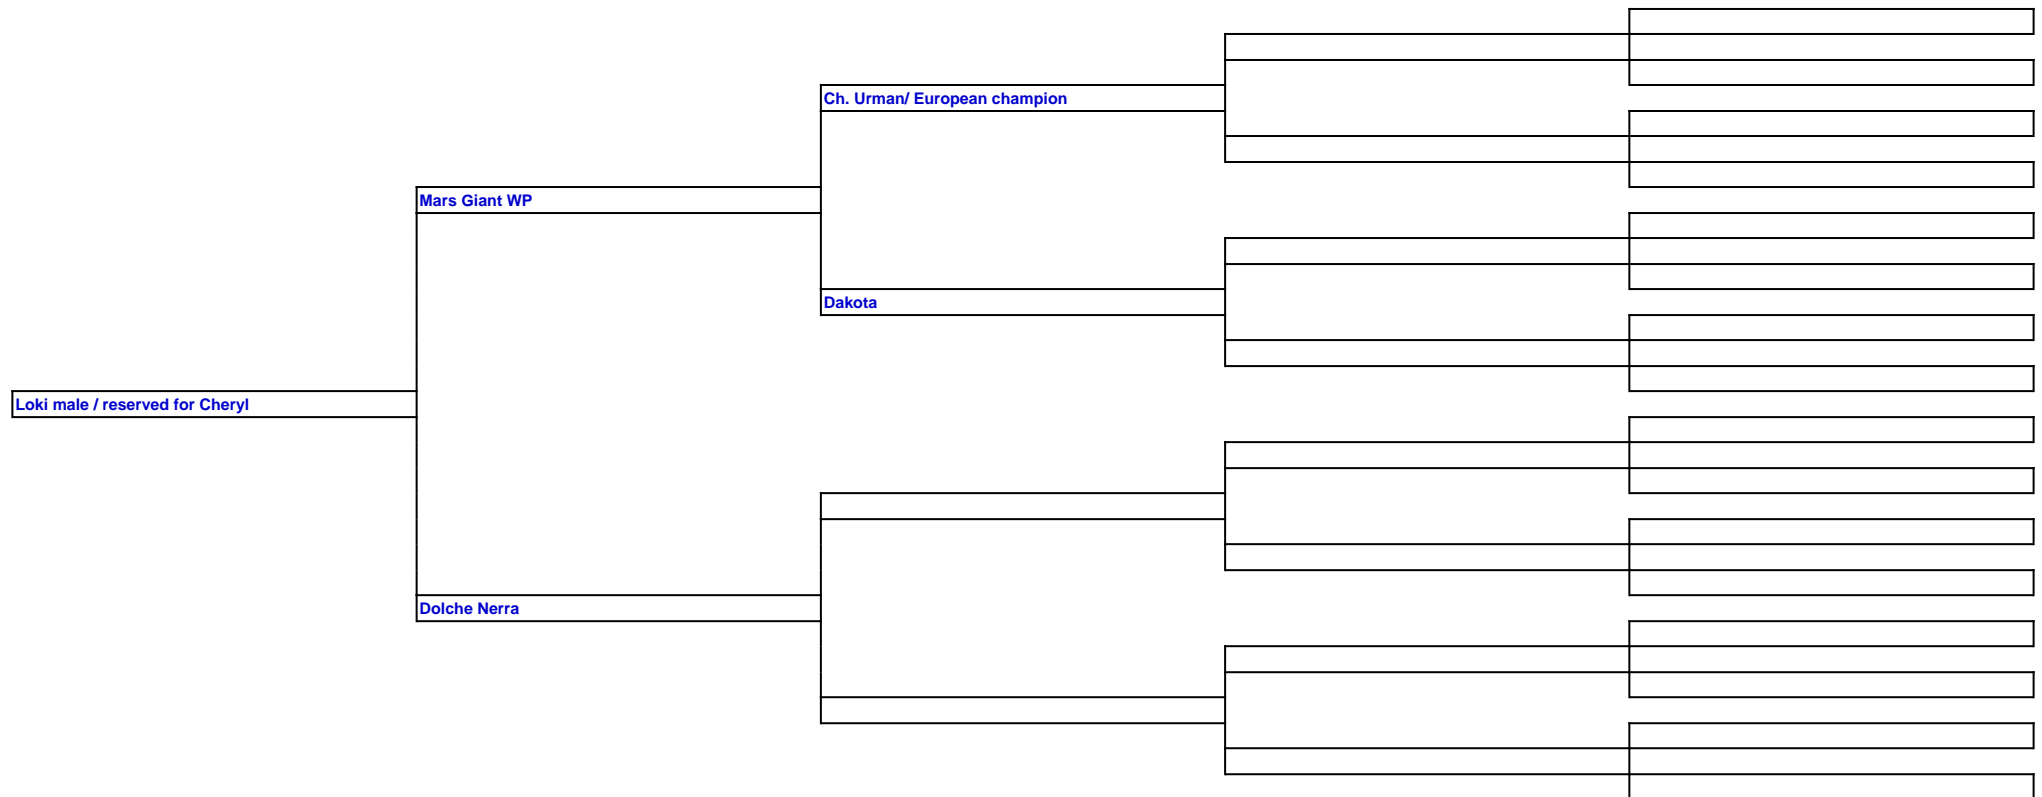 Ch. Urman/ European champion
Mars Giant WP
Dakota
Loki male / reserved for Cheryl
Dolche Nerra